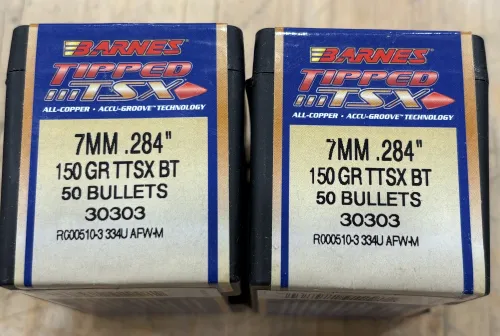 BARNES
TIPPED
TSX
ALL-COPPER • ACCU-GROOVE™ TECHNOLOGY
7MM .284"
150 GR TTSX BT
50 BULLETS
30303
R000510-3 334U AFW-M
BARNES
TIPPED
TSX
ALL-COPPER • ACCU-GROOVE™ TECHNOLOGY
7MM .284"
150 GR TTSX BT
50 BULLETS
30303
R000510-3 334U AFW-M